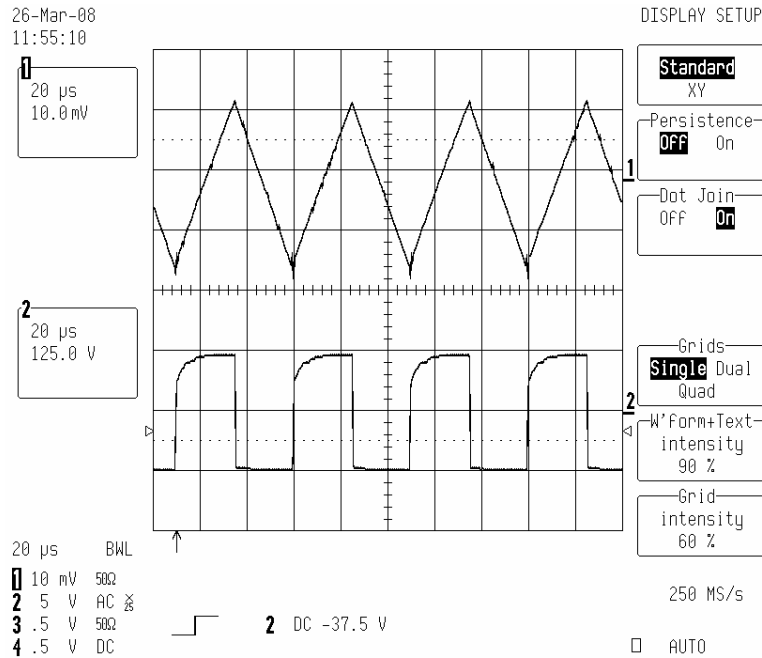 26-Mar-08
11:55:10
DISPLAY SETUP
1
20 µs
10.0mV
Standard
XY
Persistence
Off On
1
Dot Join
Off On
2
20 µs
125.0 V
Grids
Single Dual
Quad
2
W'form+Text
intensity
90 %
Grid
intensity
60 %
20 µs BWL
1 10 mV 50Ω
2 5 V AC X25
3 .5 V 50Ω
4 .5 V DC
2 DC -37.5 V
250 MS/s
AUTO